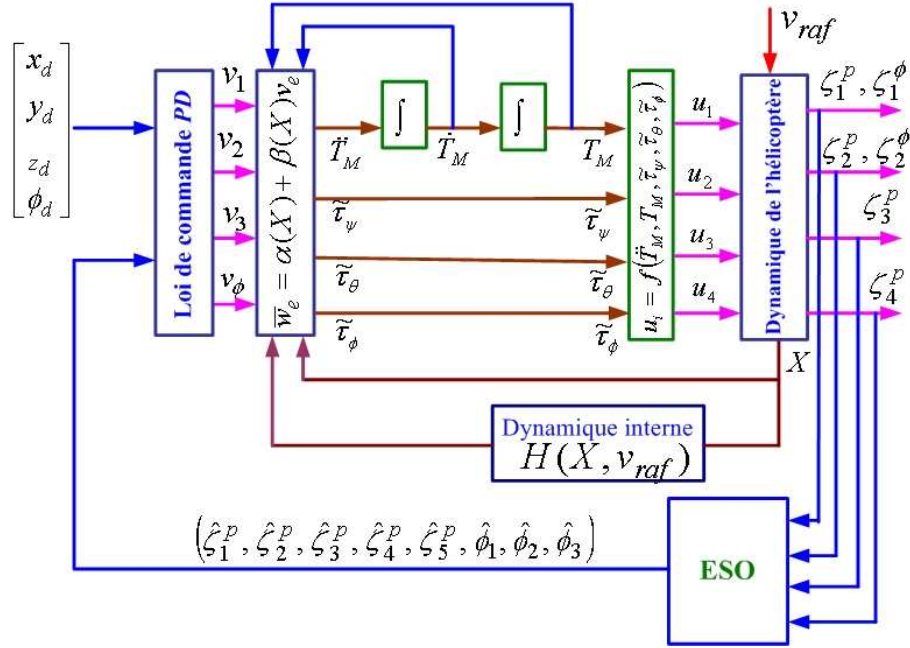 x_d
y_d
z_d
ϕ_d
Loi de commande PD
v_1
v_2
v_3
v_ϕ
w̄_e = α(X) + β(X)v_e
T̈_M
∫
Ṫ_M
∫
T_M
τ̃_ψ
τ̃_ψ
τ̃_θ
τ̃_θ
τ̃_ϕ
τ̃_ϕ
u_i = f(T̈_M, T_M, τ̃_ψ, τ̃_θ, τ̃_ϕ)
u_1
u_2
u_3
u_4
v_raf
Dynamique de l'hélicoptère
ζ_1^p, ζ_1^ϕ
ζ_2^p, ζ_2^ϕ
ζ_3^p
ζ_4^p
X
Dynamique interne
H(X, v_raf)
(ζ̂_1^p, ζ̂_2^p, ζ̂_3^p, ζ̂_4^p, ζ̂_5^p, ϕ̂_1, ϕ̂_2, ϕ̂_3)
ESO